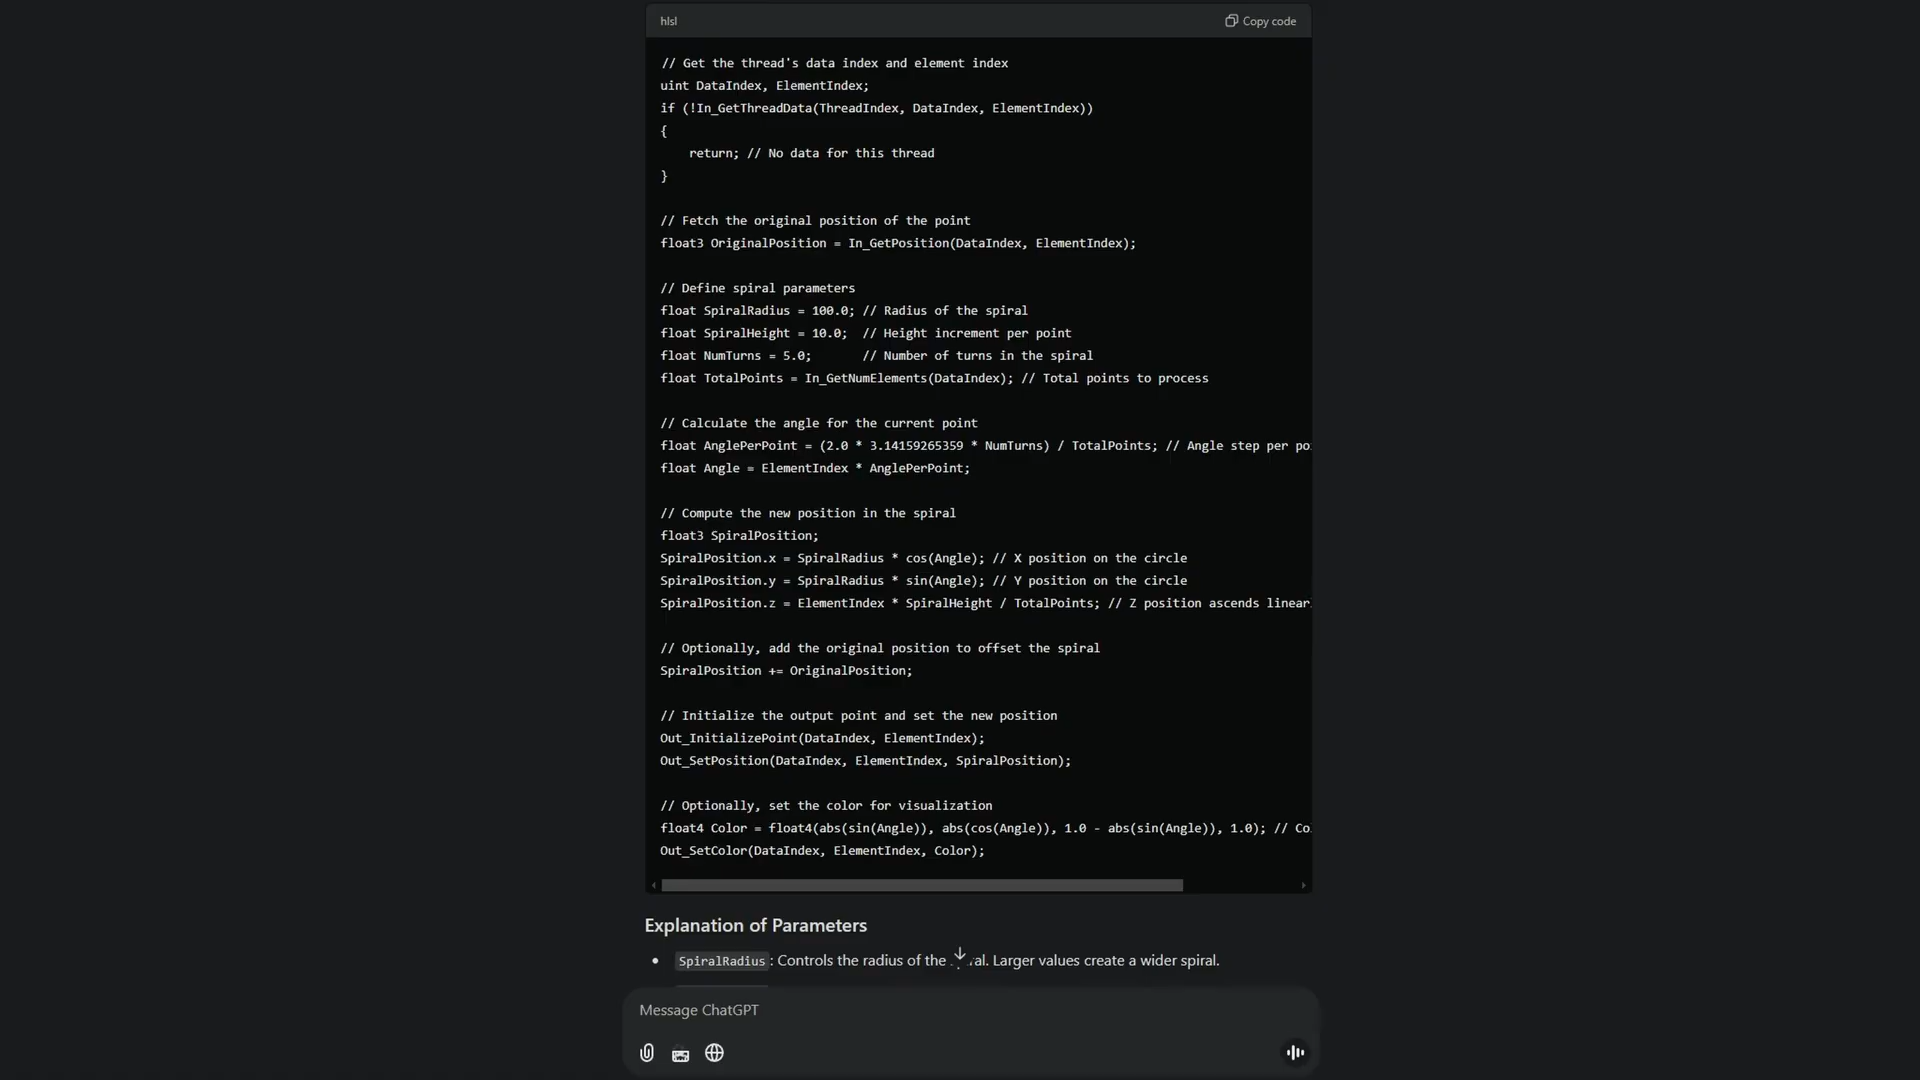 hlsl
Copy code
// Get the thread's data index and element index
uint DataIndex, ElementIndex;
if (!In_GetThreadData(ThreadIndex, DataIndex, ElementIndex))
{
    return; // No data for this thread
}
// Fetch the original position of the point
float3 OriginalPosition = In_GetPosition(DataIndex, ElementIndex);
// Define spiral parameters
float SpiralRadius = 100.0; // Radius of the spiral
float SpiralHeight = 10.0;  // Height increment per point
float NumTurns = 5.0;       // Number of turns in the spiral
float TotalPoints = In_GetNumElements(DataIndex); // Total points to process
// Calculate the angle for the current point
float AnglePerPoint = (2.0 * 3.14159265359 * NumTurns) / TotalPoints; // Angle step per
float Angle = ElementIndex * AnglePerPoint;
// Compute the new position in the spiral
float3 SpiralPosition;
SpiralPosition.x = SpiralRadius * cos(Angle); // X position on the circle
SpiralPosition.y = SpiralRadius * sin(Angle); // Y position on the circle
SpiralPosition.z = ElementIndex * SpiralHeight / TotalPoints; // Z position ascends
// Optionally, add the original position to offset the spiral
SpiralPosition += OriginalPosition;
// Initialize the output point and set the new position
Out_InitializePoint(DataIndex, ElementIndex);
Out_SetPosition(DataIndex, ElementIndex, SpiralPosition);
// Optionally, set the color for visualization
float4 Color = float4(abs(sin(Angle)), abs(cos(Angle)), 1.0 - abs(sin(Angle)), 1.0); //
Out_SetColor(DataIndex, ElementIndex, Color);
Explanation of Parameters
• SpiralRadius: Controls the radius of the . Larger values create a wider spiral.
Message ChatGPT